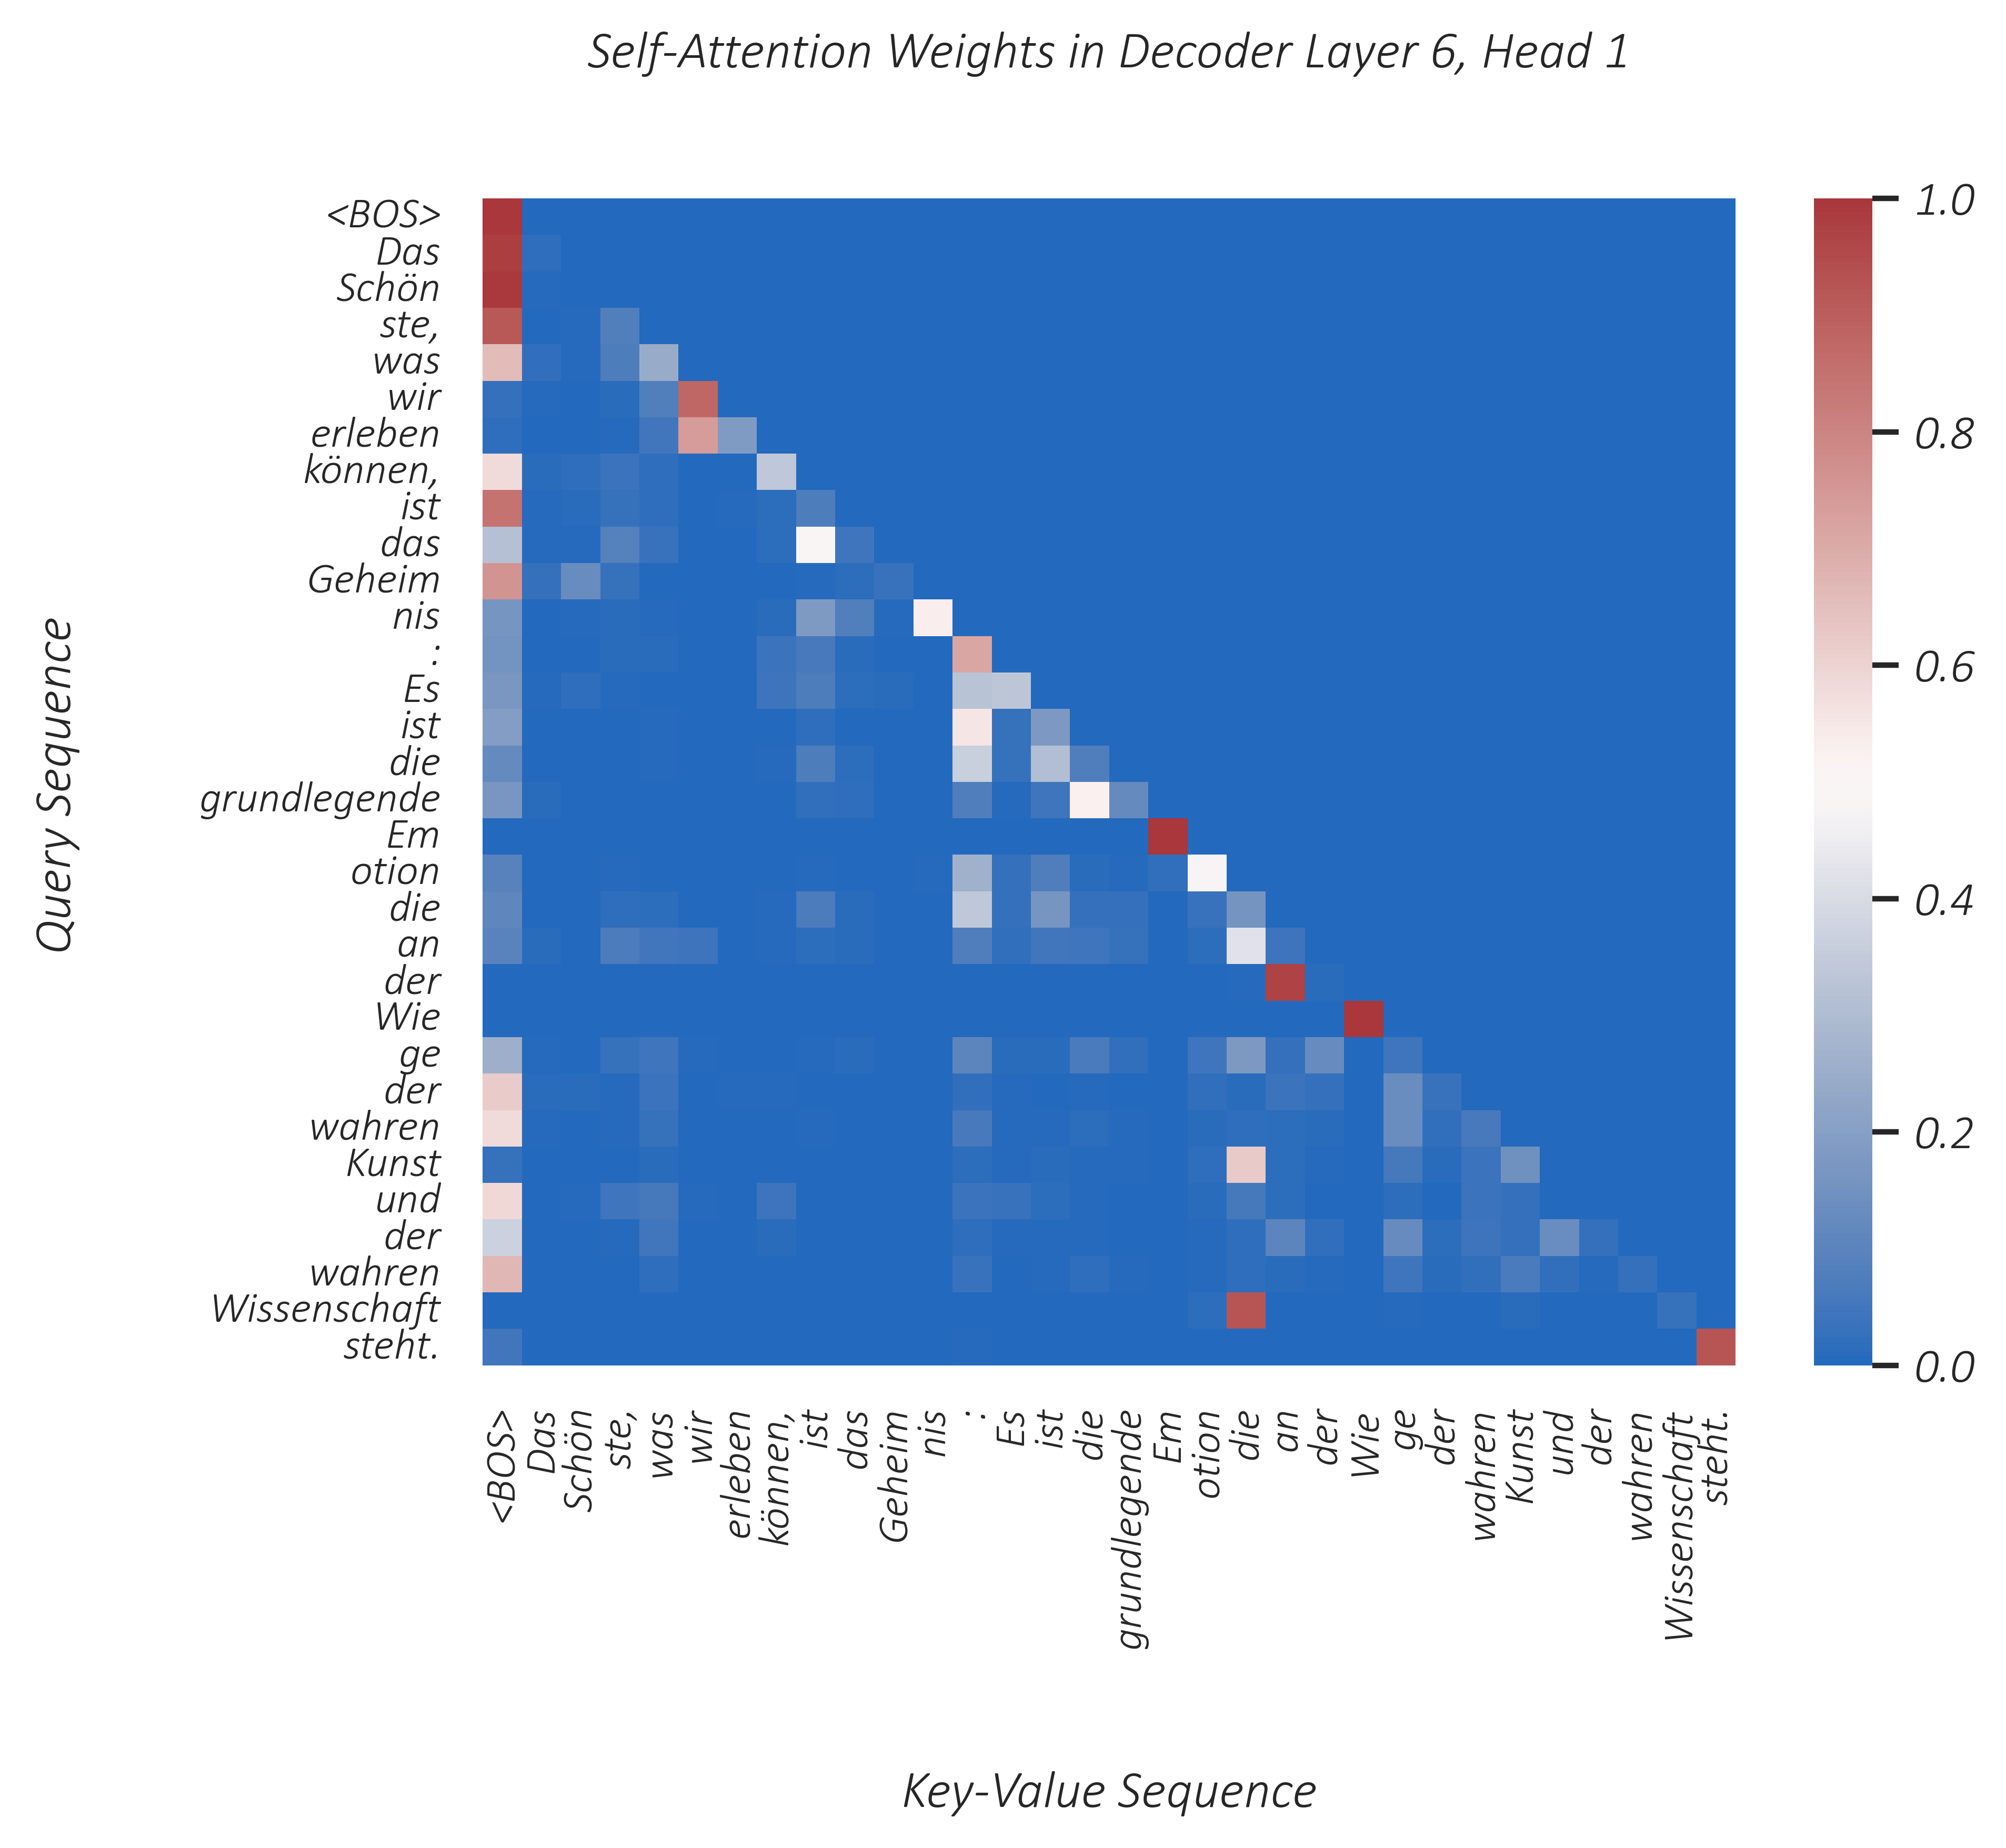 Self-Attention Weights in Decoder Layer 6, Head 1
Query Sequence
<BOS>
Das
Schön
ste,
was
wir
erleben
können,
ist
das
Geheim
nis
:
Es
ist
die
grundlegende
Em
otion
die
an
der
Wie
ge
der
wahren
Kunst
und
der
wahren
Wissenschaft
steht.
1.0
0.8
0.6
0.4
0.2
0.0
<BOS>
Das
Schön
ste,
was
wir
erleben
können,
ist
das
Geheim
nis
:
Es
ist
die
grundlegende
Em
otion
die
an
der
Wie
ge
der
wahren
Kunst
und
der
wahren
Wissenschaft
steht.
Key-Value Sequence